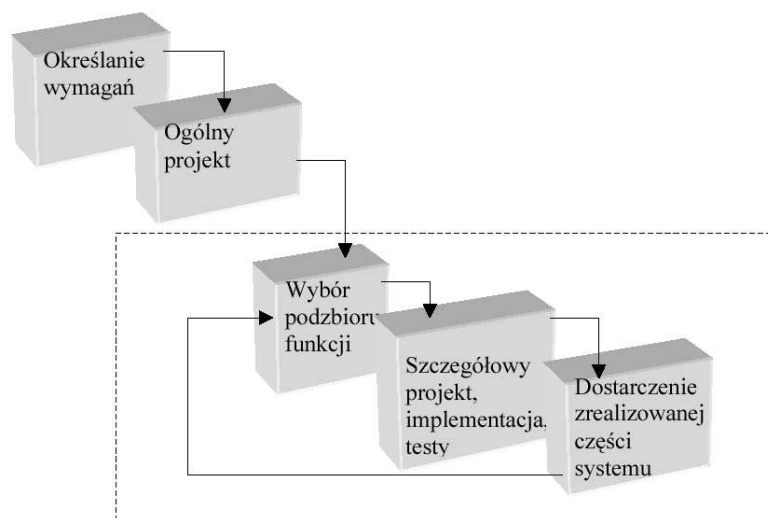 Określanie
wymagań
Ogólny
projekt
Wybór
podzbioru
funkcji
Szczegółowy
projekt,
implementacja,
testy
Dostarczenie
zrealizowanej
części
systemu